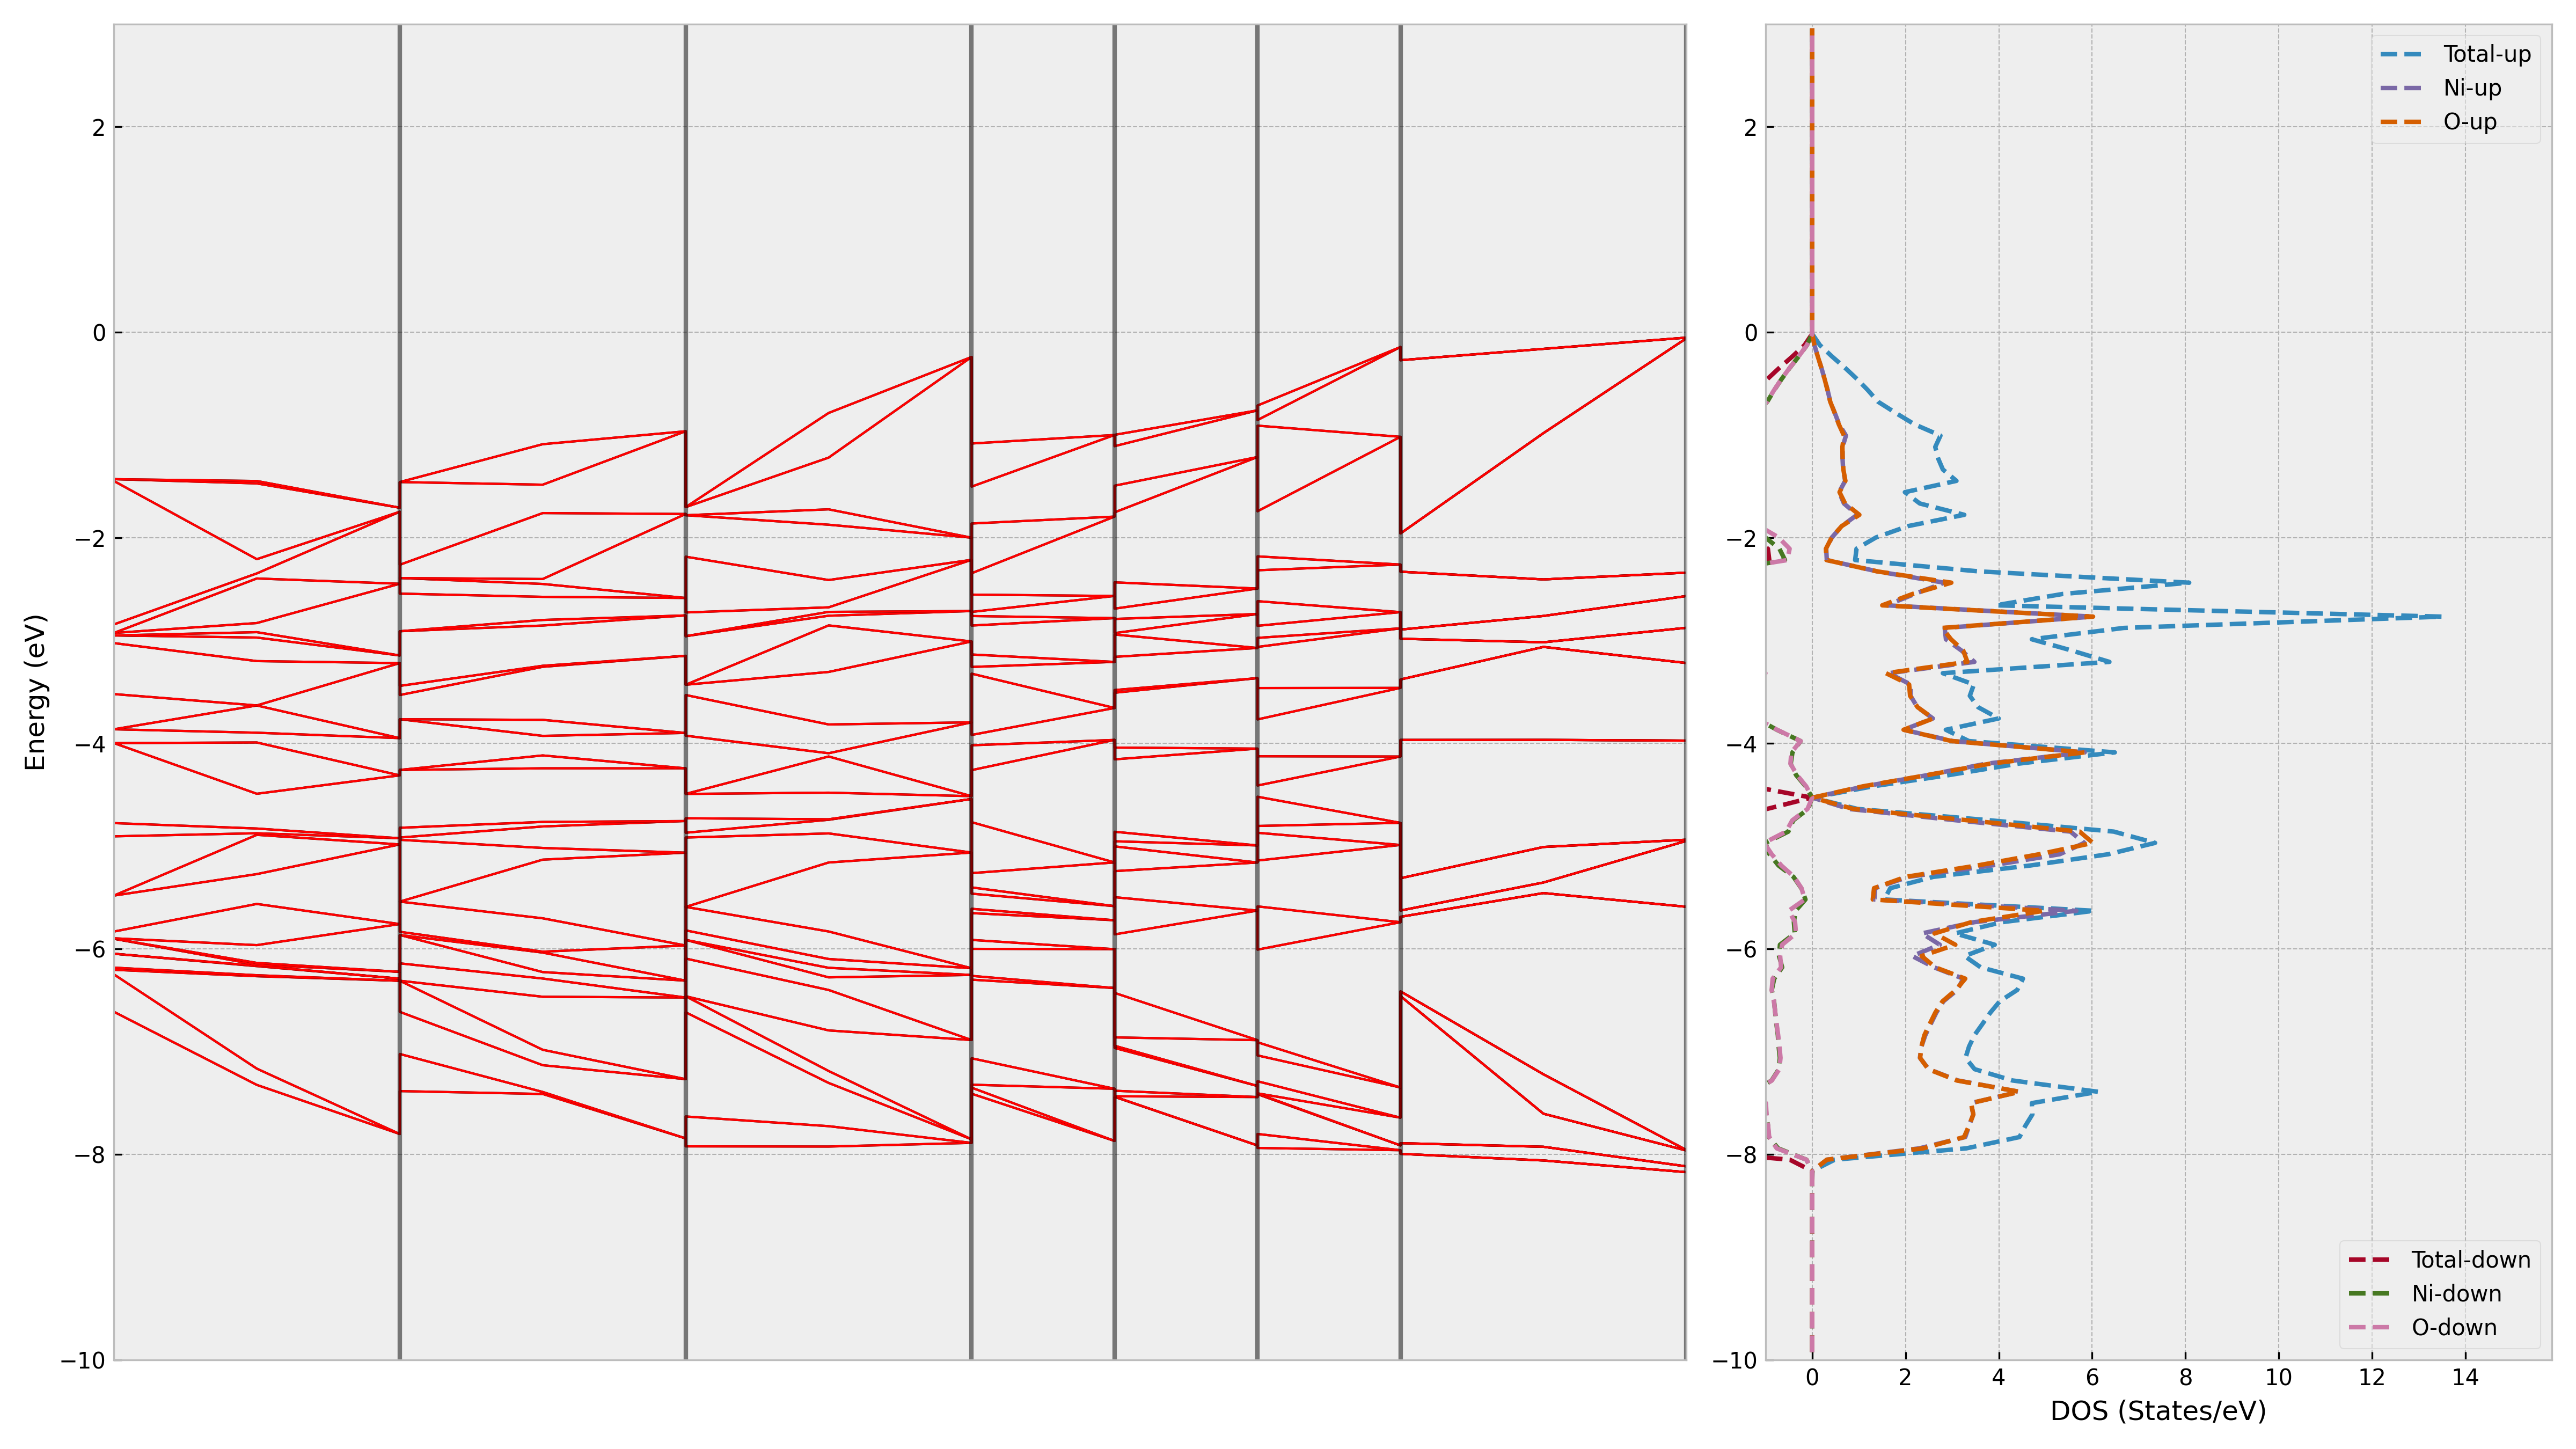 Energy (eV)
2
0
−2
−4
−6
−8
−10
2
0
−2
−4
−6
−8
−10
Total-up
Ni-up
O-up
Total-down
Ni-down
O-down
0 2 4 6 8 10 12 14
DOS (States/eV)